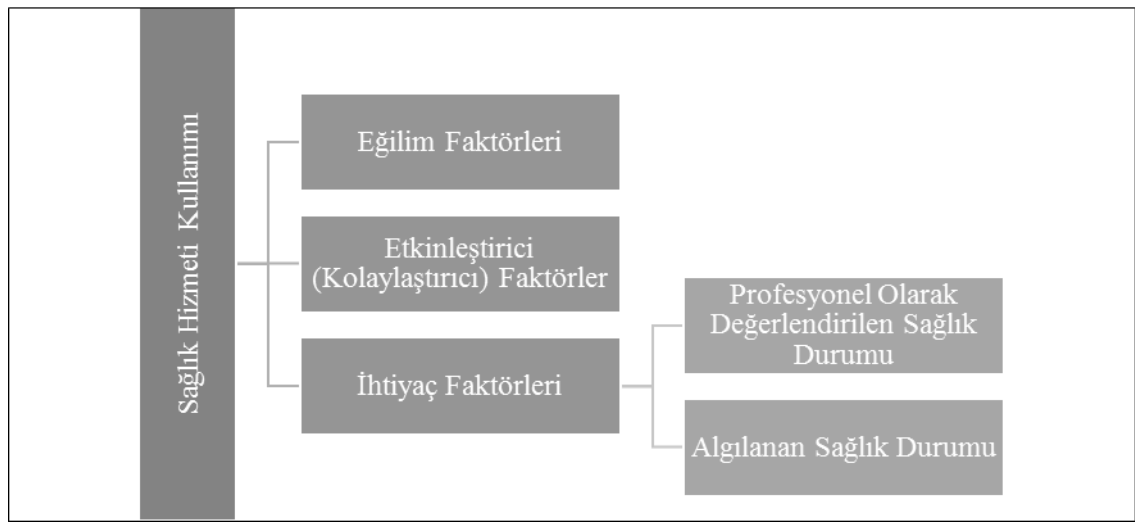 Sağlık Hizmeti Kullanımı
Eğilim Faktörleri
Etkinleştirici
(Kolaylaştırıcı) Faktörler
İhtiyaç Faktörleri
Profesyonel Olarak
Değerlendirilen Sağlık
Durumu
Algılanan Sağlık Durumu